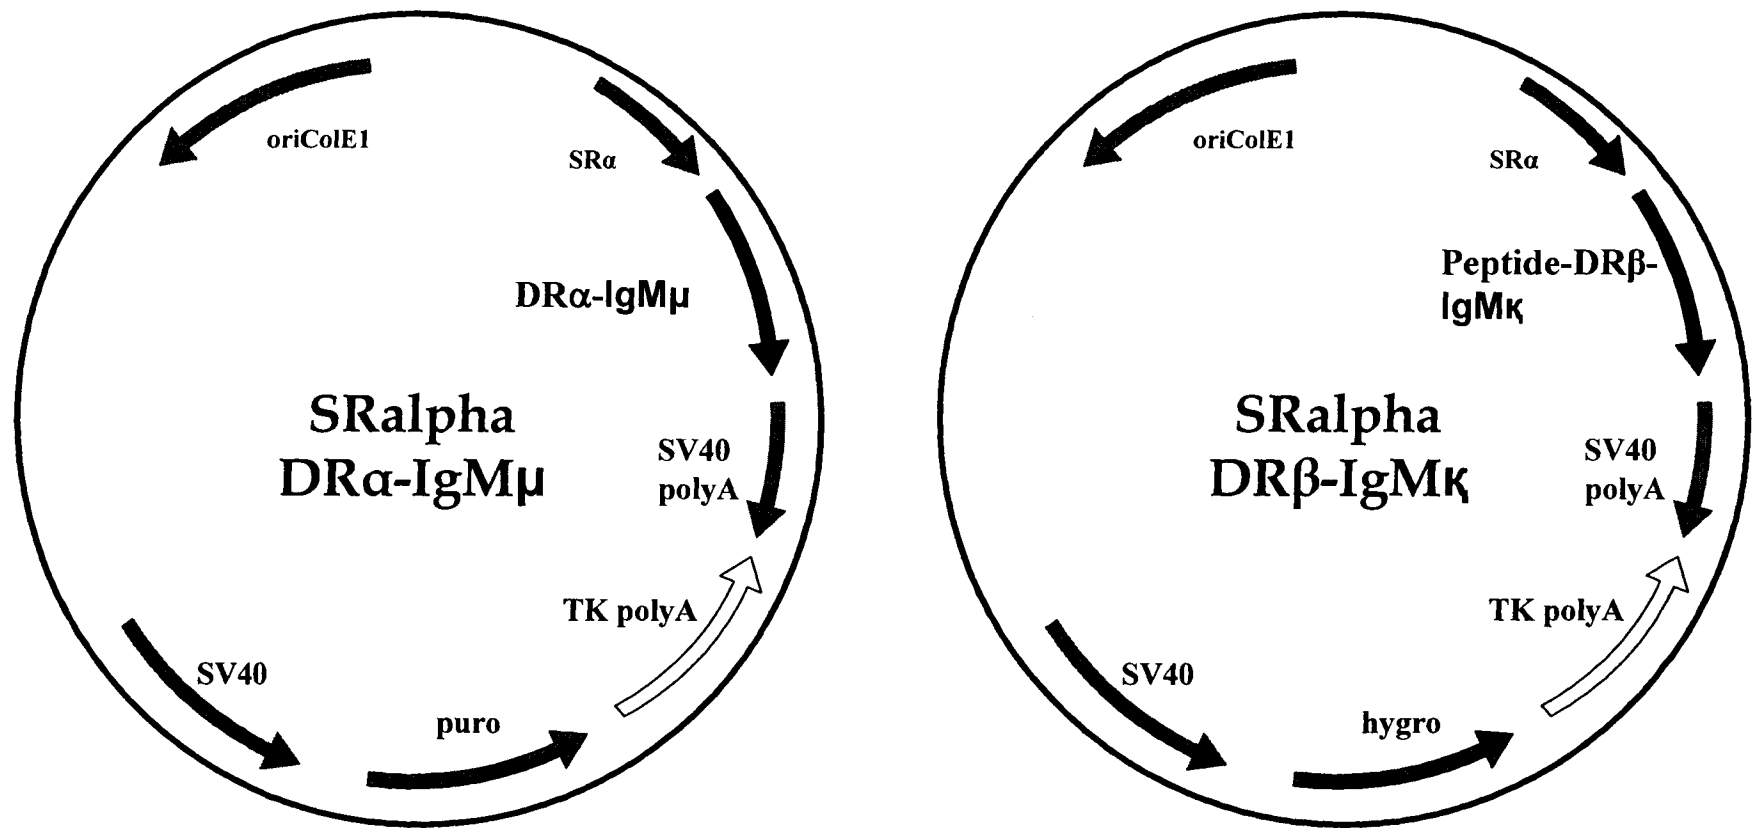 oriColE1
SRα
DRα-IgMμ
SRalpha
DRα-IgMμ
SV40
polyA
TK polyA
SV40
puro
oriColE1
SRα
Peptide-DRβ-
IgMκ
SRalpha
DRβ-IgMκ
SV40
polyA
TK polyA
SV40
hygro